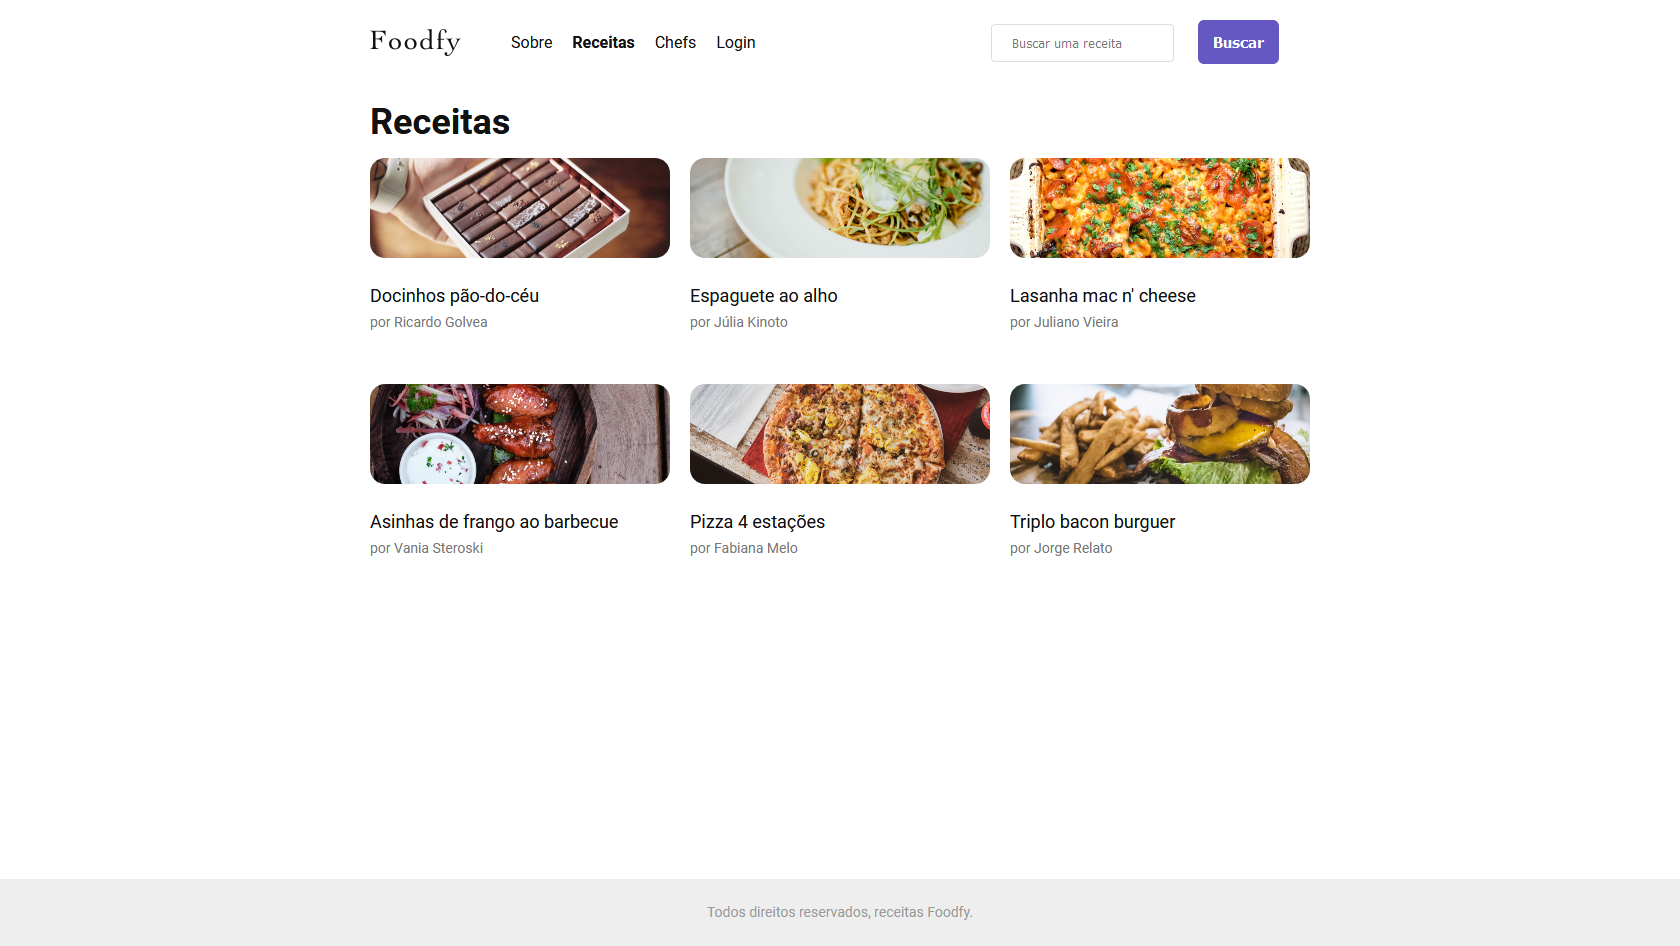 Foodfy
Sobre Receitas Chefs Login
Buscar uma receita
Buscar
Receitas
Docinhos pão-do-céu
por Ricardo Golvea
Espaguete ao alho
por Júlia Kinoto
Lasanha mac n' cheese
por Juliano Vieira
Asinhas de frango ao barbecue
por Vania Steroski
Pizza 4 estações
por Fabiana Melo
Triplo bacon burguer
por Jorge Relato
Todos direitos reservados, receitas Foodfy.